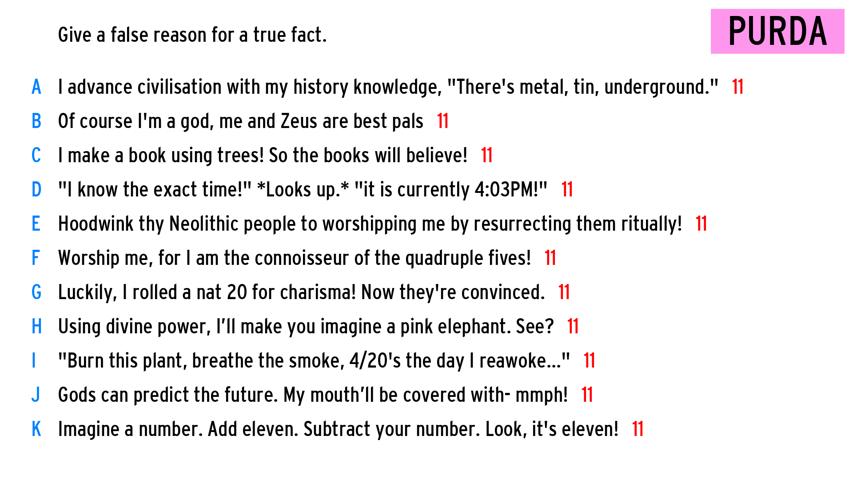 Give a false reason for a true fact.
PURDA
A I advance civilisation with my history knowledge, "There's metal, tin, underground." 11
B Of course I'm a god, me and Zeus are best pals 11
C I make a book using trees! So the books will believe! 11
D "I know the exact time!" *Looks up.* "it is currently 4:03PM!" 11
E Hoodwink thy Neolithic people to worshipping me by resurrecting them ritually! 11
F Worship me, for I am the connoisseur of the quadruple fives! 11
G Luckily, I rolled a nat 20 for charisma! Now they're convinced. 11
H Using divine power, I'll make you imagine a pink elephant. See? 11
I "Burn this plant, breathe the smoke, 4/20's the day I reawoke..." 11
J Gods can predict the future. My mouth'll be covered with- mmph! 11
K Imagine a number. Add eleven. Subtract your number. Look, it's eleven! 11